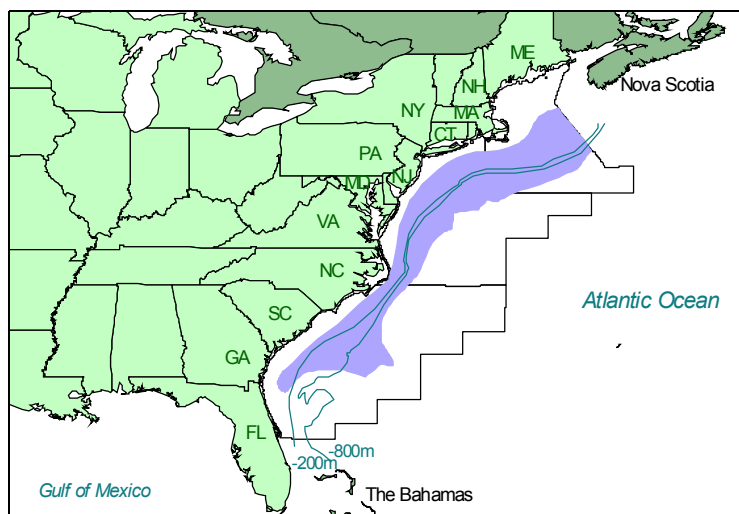 ME
Nova Scotia
NH
NY
MA
CT
PA
NJ
MD
VA
NC
Atlantic Ocean
SC
GA
FL
-800m
-200m
Gulf of Mexico
The Bahamas